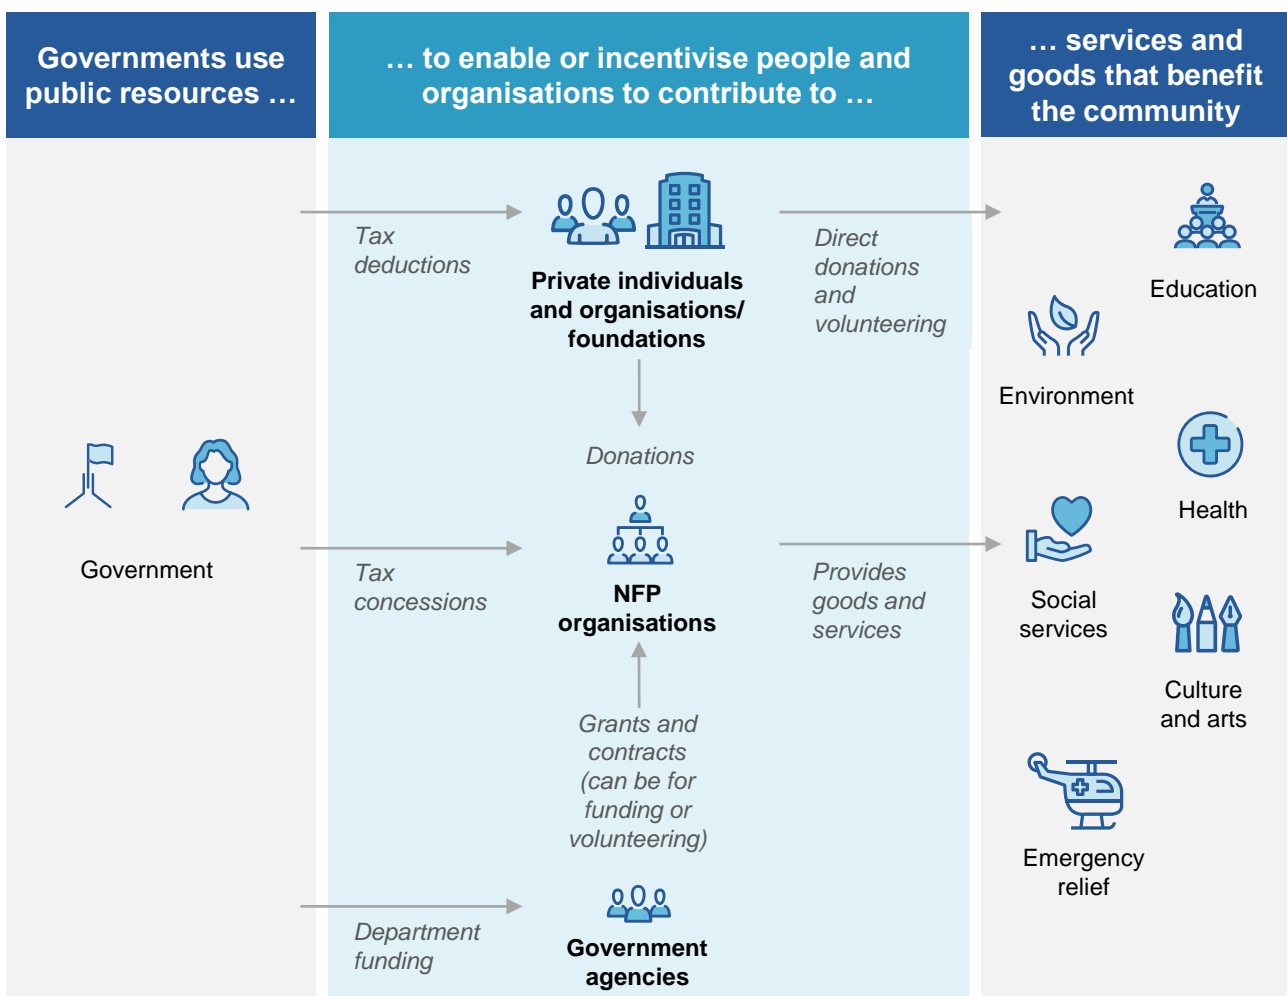 Governments use
public resources …
… to enable or incentivise people and
organisations to contribute to …
… services and
goods that benefit
the community
Government
Tax
deductions
Private individuals
and organisations/
foundations
Direct
donations
and
volunteering
Donations
Tax
concessions
NFP
organisations
Provides
goods and
services
Grants and
contracts
(can be for
funding or
volunteering)
Department
funding
Government
agencies
Education
Environment
Health
Social
services
Culture
and arts
Emergency
relief